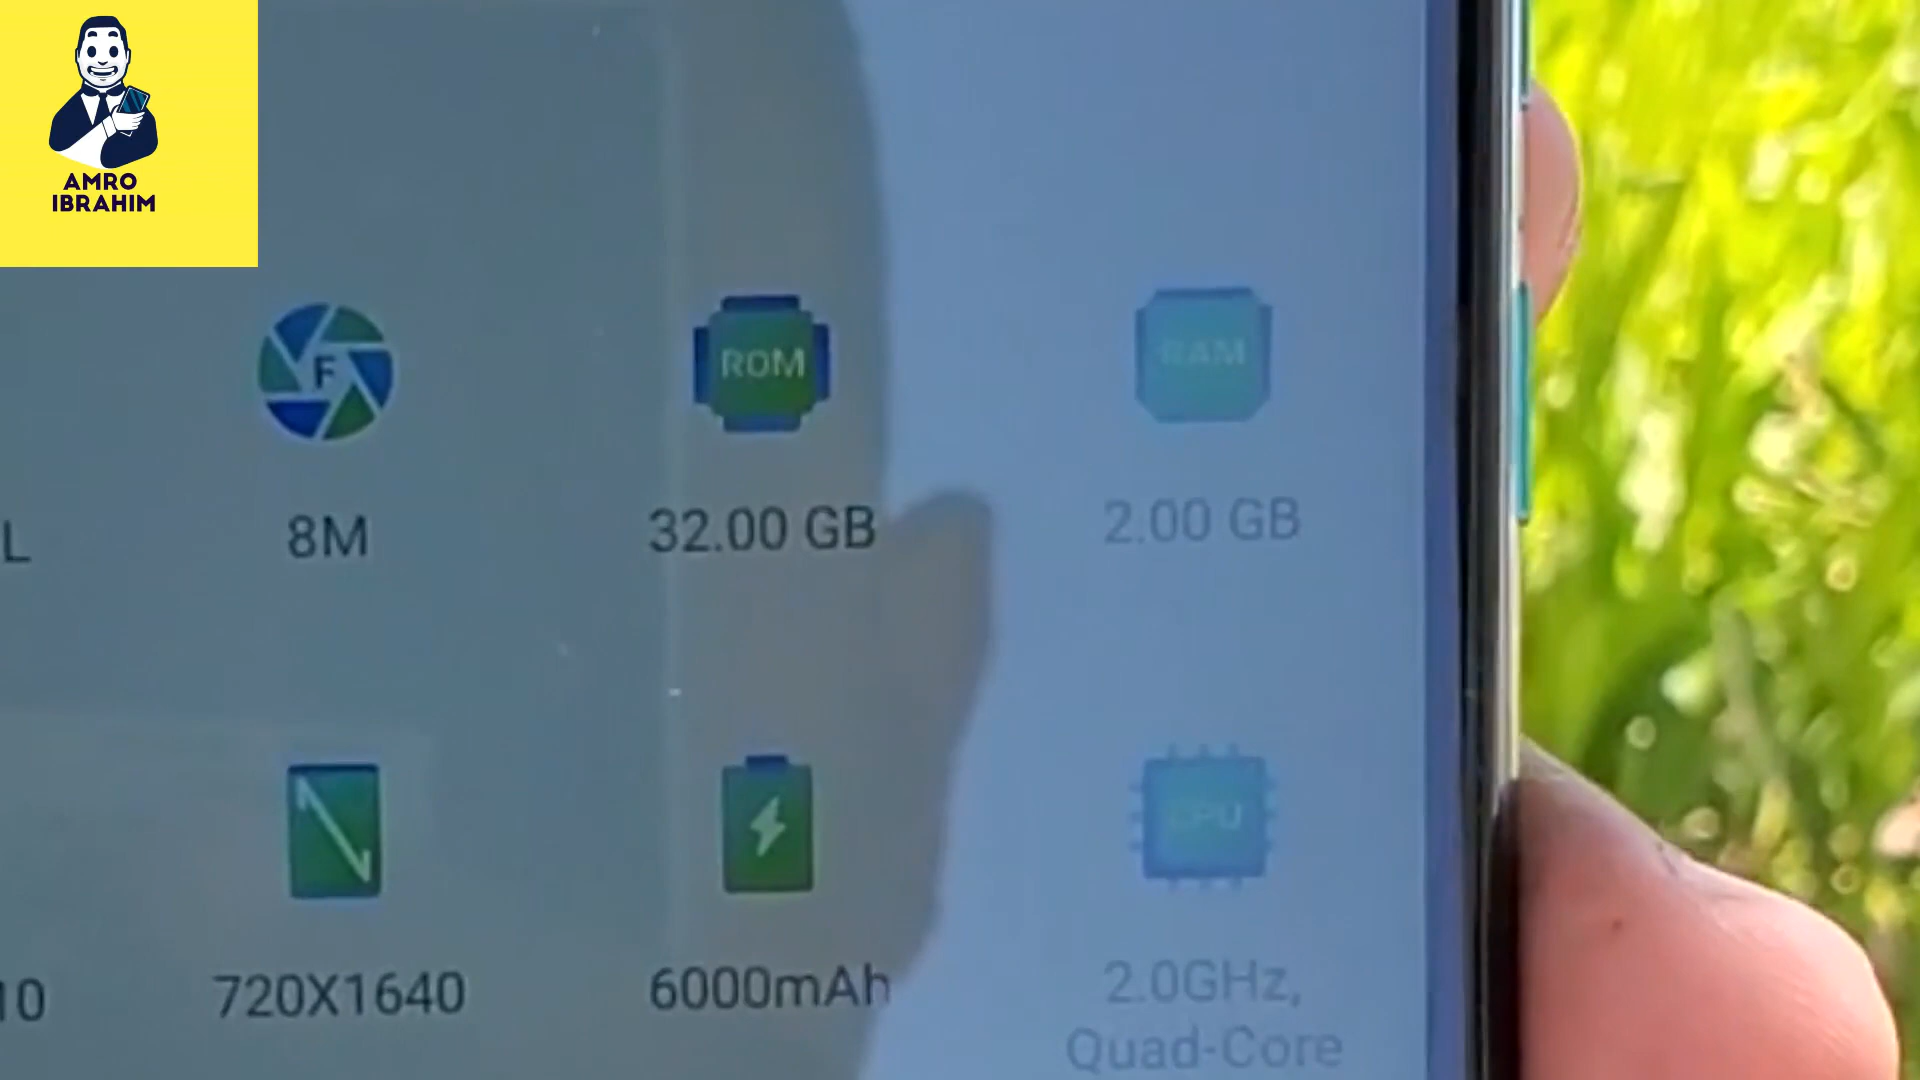 AMRO
IBRAHIM
F
ROM
RAM
L
8M
32.00 GB
2.00 GB
CPU
10
720X1640
6000mAh
2.0GHz,
Quad-Core